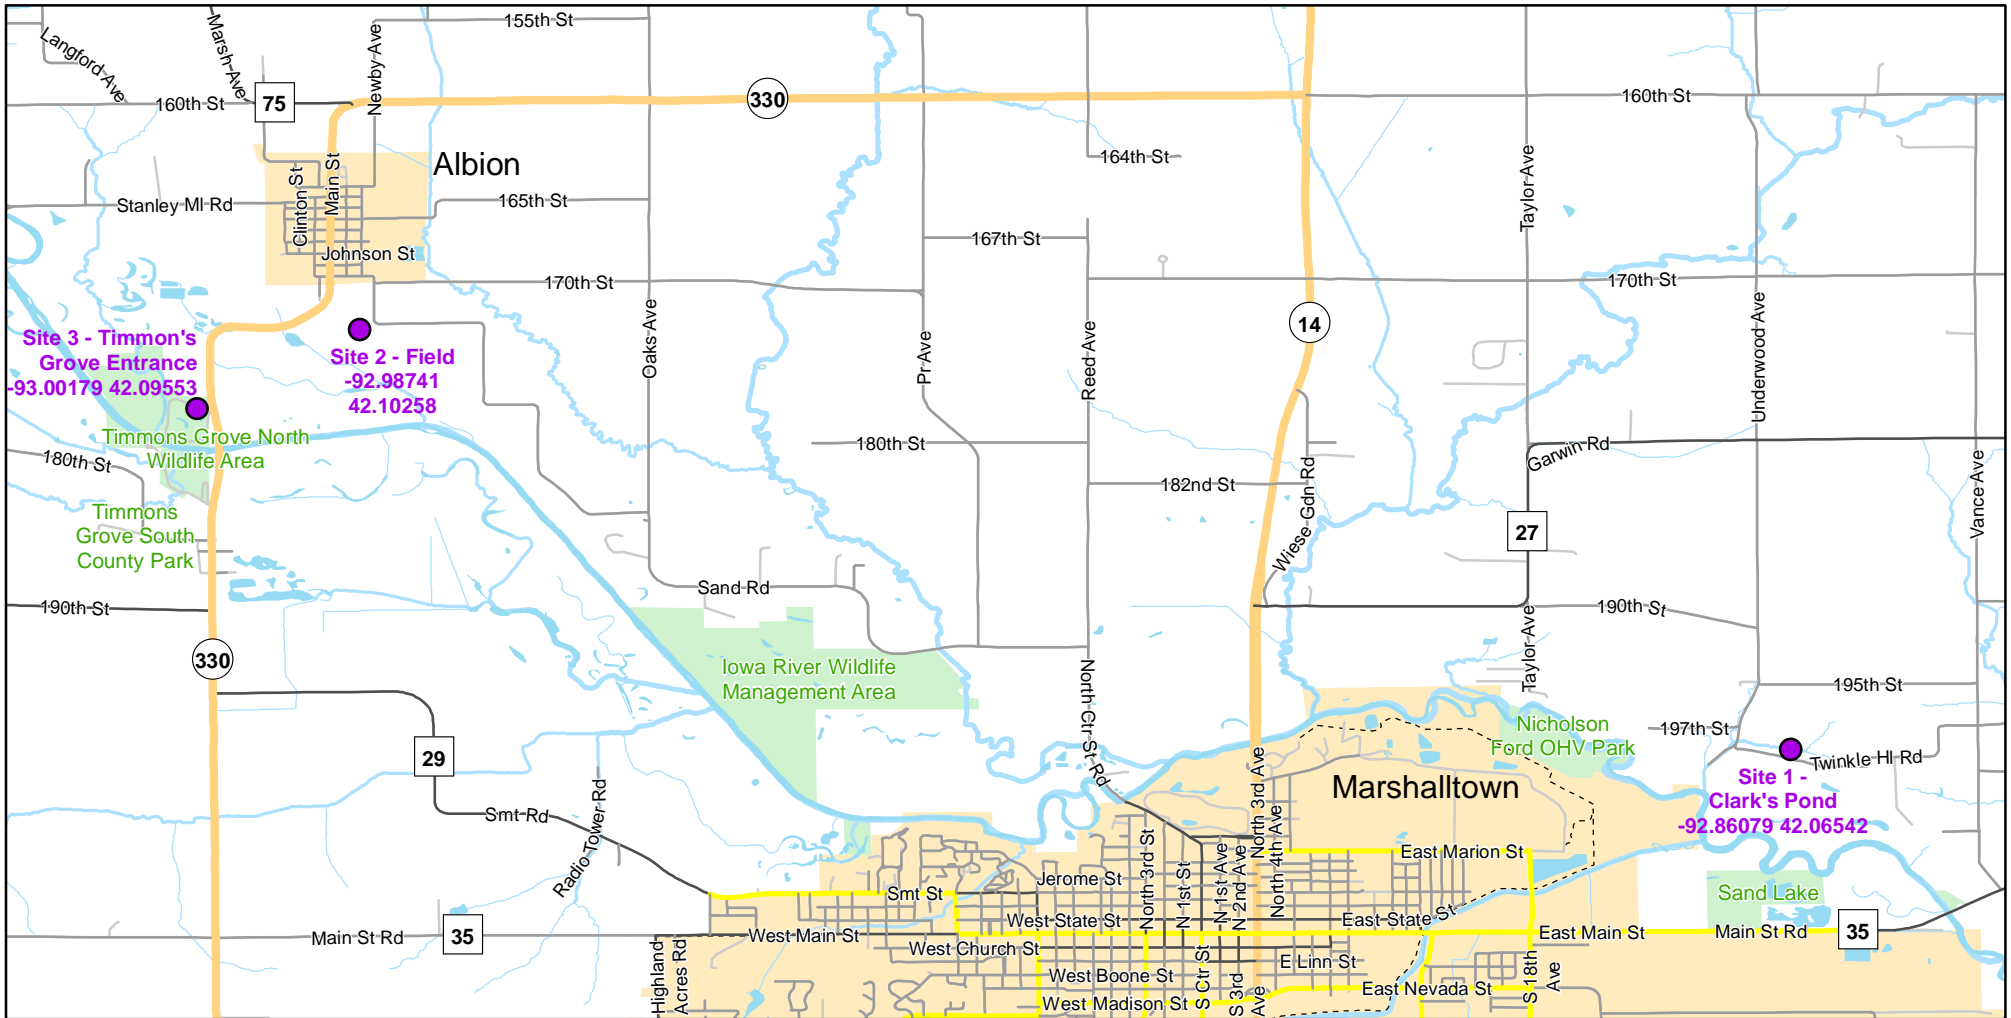 155th St
Langford Ave
Marsh Ave
Newby Ave
160th St
75
330
160th St
Albion
164th St
Taylor Ave
Stanley Ml Rd
Clinton St
Main St
165th St
Johnson St
167th St
170th St
170th St
Oaks Ave
Pr Ave
Reed Ave
14
Underwood Ave
Site 3 - Timmon's
Grove Entrance
-93.00179 42.09553
Site 2 - Field
-92.98741
42.10258
Timmons Grove North
Wildlife Area
180th St
180th St
Garwin Rd
Vance Ave
182nd St
Wiese Gdn Rd
27
Timmons
Grove South
County Park
Sand Rd
190th St
190th St
Taylor Ave
330
Iowa River Wildlife
Management Area
North Ctr St Rd
195th St
Nicholson
Ford OHV Park
197th St
Twinkle Hl Rd
29
Site 1 -
Clark's Pond
-92.86079 42.06542
Marshalltown
North 3rd Ave
North 4th Ave
Smt Rd
Radio Tower Rd
East Marion St
North 3rd St
N 1st St
N 1st Ave
N 2nd Ave
Jerome St
Smt St
Sand Lake
West State St
East State St
Main St Rd
35
West Main St
West Church St
East Main St
Main St Rd
35
Highland
Acres Rd
West Boone St
S Ctr St
S 3rd
Ave
E Linn St
S 18th
Ave
West Madison St
East Nevada St